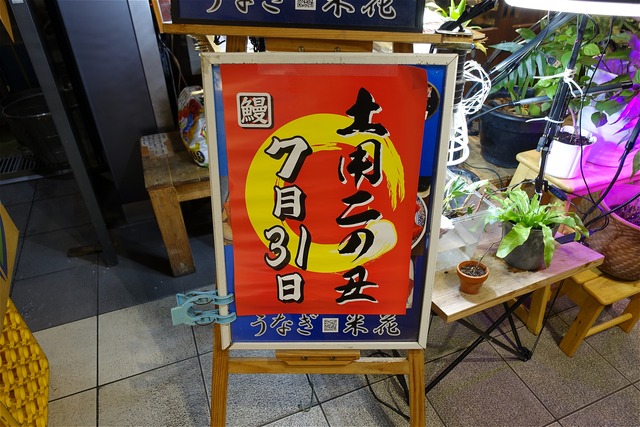 うなぎ 米花
鰻
土用二の丑
7月31日
うなぎ 米花